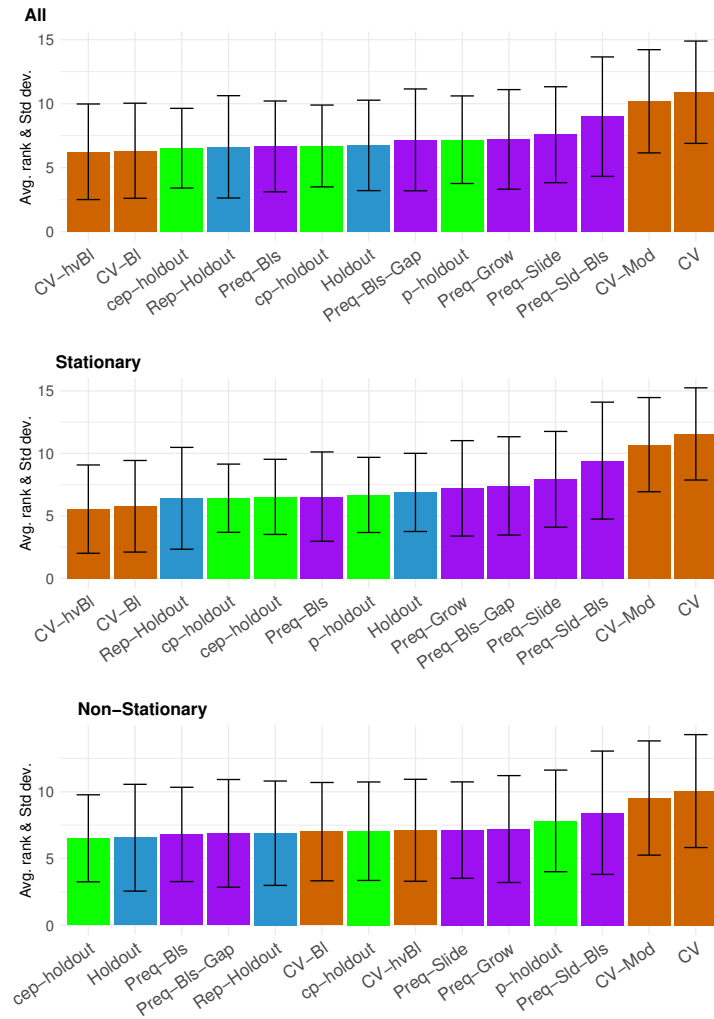 All
Avg. rank & Std dev.
15
10
5
0
CV−hvBl
CV−Bl
cep−holdout
Rep−Holdout
Preq−Bls
cp−holdout
Holdout
Preq−Bls−Gap
p−holdout
Preq−Grow
Preq−Slide
Preq−Sld−Bls
CV−Mod
CV
Stationary
Avg. rank & Std dev.
15
10
5
0
CV−hvBl
CV−Bl
Rep−Holdout
cp−holdout
cep−holdout
Preq−Bls
p−holdout
Holdout
Preq−Grow
Preq−Bls−Gap
Preq−Slide
Preq−Sld−Bls
CV−Mod
CV
Non−Stationary
Avg. rank & Std dev.
10
5
0
cep−holdout
Holdout
Preq−Bls
Preq−Bls−Gap
Rep−Holdout
CV−Bl
cp−holdout
CV−hvBl
Preq−Slide
Preq−Grow
p−holdout
Preq−Sld−Bls
CV−Mod
CV